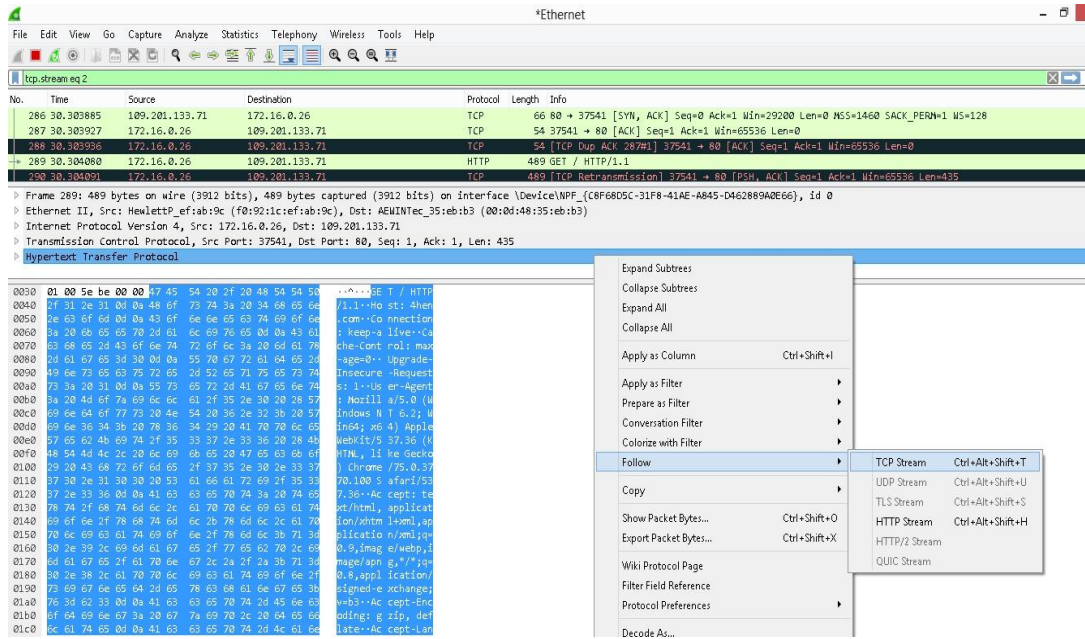 *Ethernet
File Edit View Go Capture Analyze Statistics Telephony Wireless Tools Help
tcp.stream eq 2
No. Time Source Destination Protocol Length Info
286 30.303885 109.201.133.71 172.16.0.26 TCP 66 80 → 37541 [SYN, ACK] Seq=0 Ack=1 Win=29200 Len=0 MSS=1460 SACK_PERM=1 WS=128
287 30.303927 172.16.0.26 109.201.133.71 TCP 54 37541 → 80 [ACK] Seq=1 Ack=1 Win=65536 Len=0
288 30.303936 172.16.0.26 109.201.133.71 TCP 54 [TCP Dup ACK 287#1] 37541 → 80 [ACK] Seq=1 Ack=1 Win=65536 Len=0
289 30.304080 172.16.0.26 109.201.133.71 HTTP 489 GET / HTTP/1.1
290 30.304091 172.16.0.26 109.201.133.71 TCP 489 [TCP Retransmission] 37541 → 80 [PSH, ACK] Seq=1 Ack=1 Win=65536 Len=435
Frame 289: 489 bytes on wire (3912 bits), 489 bytes captured (3912 bits) on interface \Device\NPF_{C8F68D5C-31F8-41AE-A845-D462889A0E66}, id 0
Ethernet II, Src: HewlettP_ef:ab:9c (f0:92:1c:ef:ab:9c), Dst: AEWINTec_35:eb:b3 (00:0d:48:35:eb:b3)
Internet Protocol Version 4, Src: 172.16.0.26, Dst: 109.201.133.71
Transmission Control Protocol, Src Port: 37541, Dst Port: 80, Seq: 1, Ack: 1, Len: 435
Hypertext Transfer Protocol
0030 01 00 5e be 00 00 47 45 54 20 2f 20 48 54 54 50 ··^···GE T / HTTP
0040 2f 31 2e 31 0d 0a 48 6f 73 74 3a 20 34 68 65 6e /1.1··Ho st: 4hen
0050 2e 63 6f 6d 0d 0a 43 6f 6e 6e 65 63 74 69 6f 6e .com··Co nnection
0060 3a 20 6b 65 65 70 2d 61 6c 69 76 65 0d 0a 43 61 : keep-a live··Ca
0070 63 68 65 2d 43 6f 6e 74 72 6f 6c 3a 20 6d 61 78 che-Cont rol: max
0080 2d 61 67 65 3d 30 0d 0a 55 70 67 72 61 64 65 2d -age=0·· Upgrade-
0090 49 6e 73 65 63 75 72 65 2d 52 65 71 75 65 73 74 Insecure -Request
00a0 73 3a 20 31 0d 0a 55 73 65 72 2d 41 67 65 6e 74 s: 1··Us er-Agent
00b0 3a 20 4d 6f 7a 69 6c 6c 61 2f 35 2e 30 20 28 57 : Mozill a/5.0 (W
00c0 69 6e 64 6f 77 73 20 4e 54 20 36 2e 32 3b 20 57 indows N T 6.2; W
00d0 69 6e 36 34 3b 20 78 36 34 29 20 41 70 70 6c 65 in64; x6 4) Apple
00e0 57 65 62 4b 69 74 2f 35 33 37 2e 33 36 20 28 4b WebKit/5 37.36 (K
00f0 48 54 4d 4c 2c 20 6c 69 6b 65 20 47 65 63 6b 6f HTML, li ke Gecko
0100 29 20 43 68 72 6f 6d 65 2f 37 35 2e 30 2e 33 37 ) Chrome /75.0.37
0110 37 30 2e 31 30 30 20 53 61 66 61 72 69 2f 35 33 70.100 S afari/53
0120 37 2e 33 36 0d 0a 41 63 63 65 70 74 3a 20 74 65 7.36··Ac cept: te
0130 78 74 2f 68 74 6d 6c 2c 61 70 70 6c 69 63 61 74 xt/html, applicat
0140 69 6f 6e 2f 78 68 74 6d 6c 2b 78 6d 6c 2c 61 70 ion/xhtm l+xml,ap
0150 70 6c 69 63 61 74 69 6f 6e 2f 78 6d 6c 3b 71 3d plicatio n/xml;q=
0160 30 2e 39 2c 69 6d 61 67 65 2f 77 65 62 70 2c 69 0.9,imag e/webp,i
0170 6d 61 67 65 2f 61 70 6e 67 2c 2a 2f 2a 3b 71 3d mage/apn g,*/*;q=
0180 30 2e 38 2c 61 70 70 6c 69 63 61 74 69 6f 6e 2f 0.8,appl ication/
0190 73 69 67 6e 65 64 2d 65 78 63 68 61 6e 67 65 3b signed-e xchange;
01a0 76 3d 62 33 0d 0a 41 63 63 65 70 74 2d 45 6e 63 v=b3··Ac cept-Enc
01b0 6f 64 69 6e 67 3a 20 67 7a 69 70 2c 20 64 65 66 oding: g zip, def
01c0 6c 61 74 65 0d 0a 41 63 63 65 70 74 2d 4c 61 6e late··Ac cept-Lan
Expand Subtrees
Collapse Subtrees
Expand All
Collapse All
Apply as Column Ctrl+Shift+I
Apply as Filter
Prepare as Filter
Conversation Filter
Colorize with Filter
Follow
Copy
Show Packet Bytes... Ctrl+Shift+O
Export Packet Bytes... Ctrl+Shift+X
Wiki Protocol Page
Filter Field Reference
Protocol Preferences
Decode As...
TCP Stream Ctrl+Alt+Shift+T
UDP Stream Ctrl+Alt+Shift+U
TLS Stream Ctrl+Alt+Shift+S
HTTP Stream Ctrl+Alt+Shift+H
HTTP/2 Stream
QUIC Stream